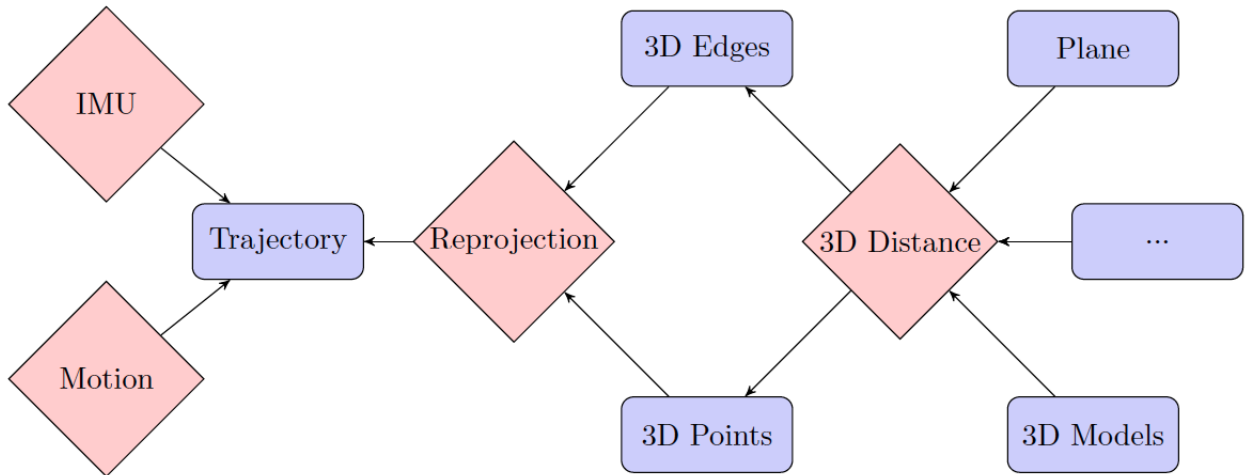 3D Edges
Plane
IMU
Trajectory
Reprojection
3D Distance
...
Motion
3D Points
3D Models